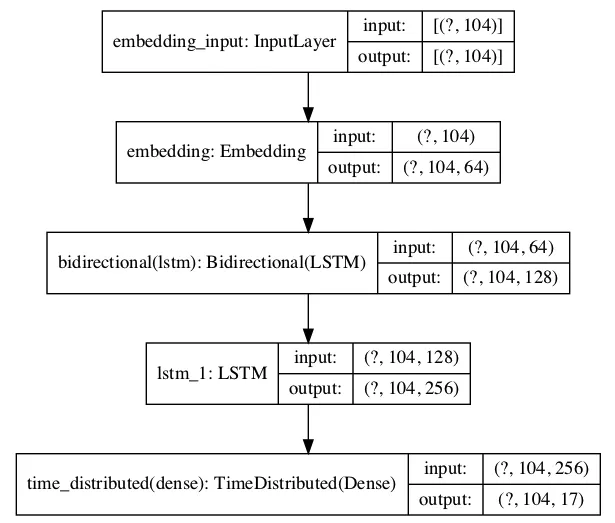 embedding_input: InputLayer
input: [(?, 104)]
output: [(?, 104)]
embedding: Embedding
input: (?, 104)
output: (?, 104, 64)
bidirectional(lstm): Bidirectional(LSTM)
input: (?, 104, 64)
output: (?, 104, 128)
lstm_1: LSTM
input: (?, 104, 128)
output: (?, 104, 256)
time_distributed(dense): TimeDistributed(Dense)
input: (?, 104, 256)
output: (?, 104, 17)